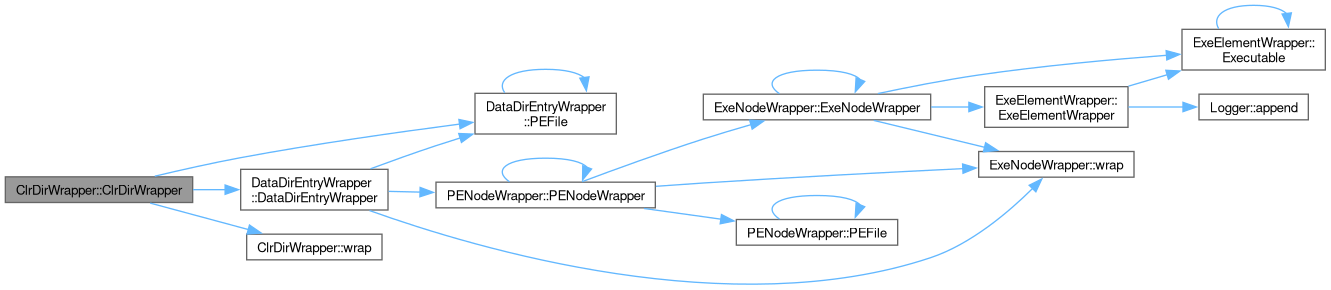 ClrDirWrapper::ClrDirWrapper
DataDirEntryWrapper
::PEFile
DataDirEntryWrapper
::DataDirEntryWrapper
ClrDirWrapper::wrap
PENodeWrapper::PENodeWrapper
ExeNodeWrapper::ExeNodeWrapper
PENodeWrapper::PEFile
ExeElementWrapper::
Executable
ExeElementWrapper::
ExeElementWrapper
Logger::append
ExeNodeWrapper::wrap